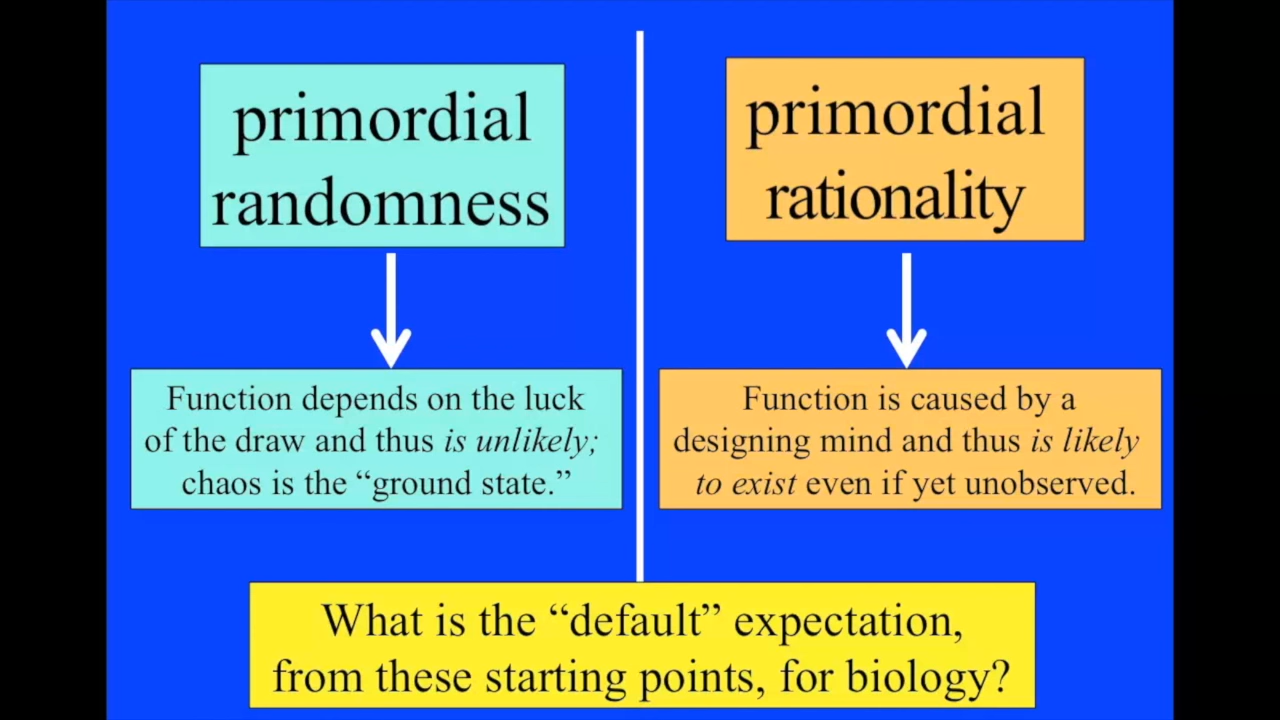 primordial
randomness
Function depends on the luck
of the draw and thus is unlikely;
chaos is the “ground state.”
primordial
rationality
Function is caused by a
designing mind and thus is likely
to exist even if yet unobserved.
What is the “default” expectation,
from these starting points, for biology?